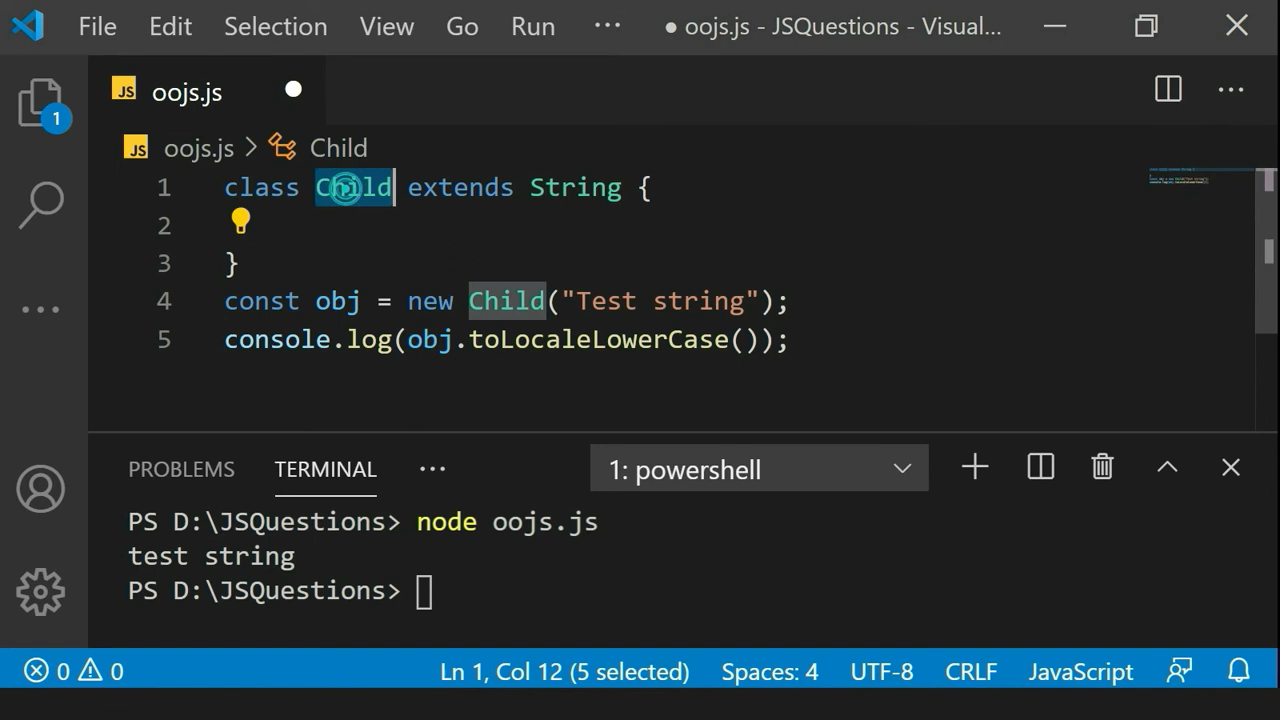 File Edit Selection View Go Run ··· ● oojs.js - JSQuestions - Visual...
JS oojs.js
1
JS oojs.js > Child
1 class Child extends String {
2
3 }
4 const obj = new Child("Test string");
5 console.log(obj.toLocaleLowerCase());
PROBLEMS TERMINAL ··· 1: powershell
PS D:\JSQuestions> node oojs.js
test string
PS D:\JSQuestions>
0 0 Ln 1, Col 12 (5 selected) Spaces: 4 UTF-8 CRLF JavaScript